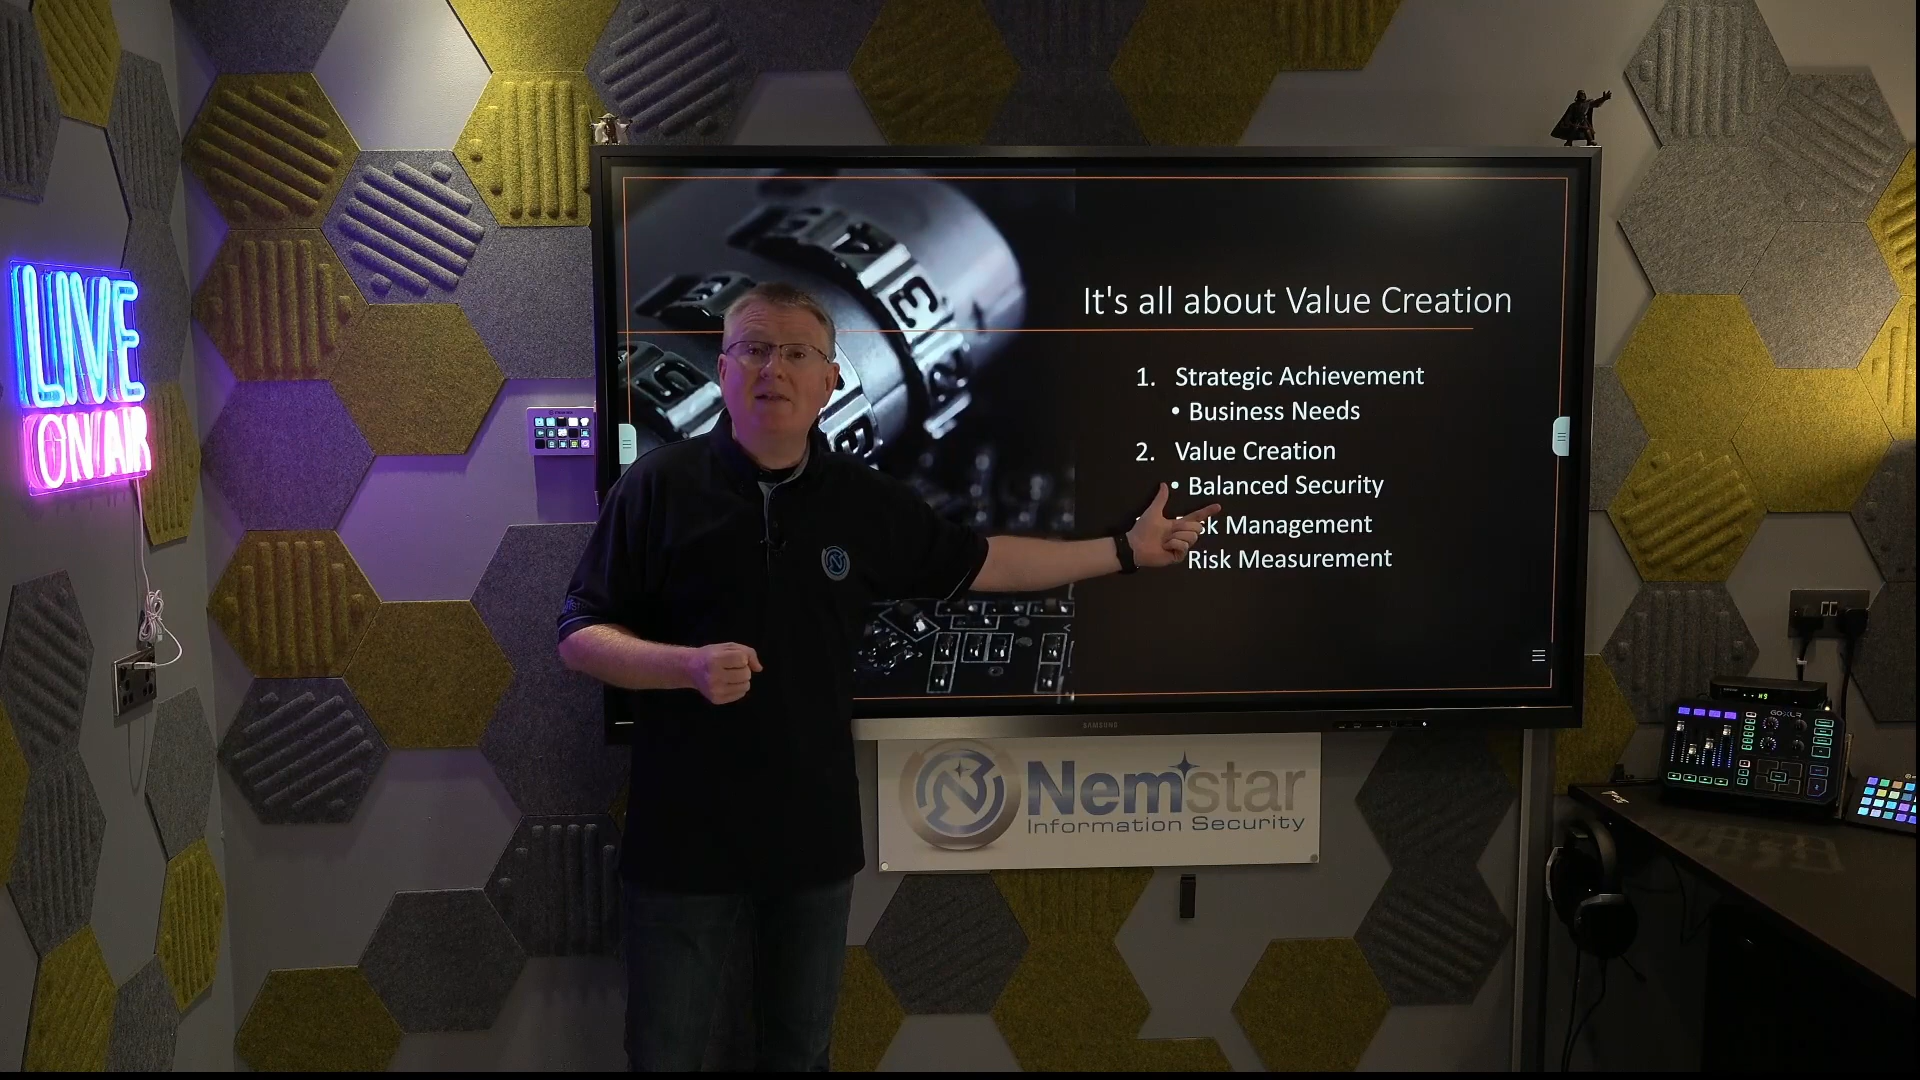 LIVE
ON AIR
It's all about Value Creation
1. Strategic Achievement
• Business Needs
2. Value Creation
• Balanced Security
sk Management
Risk Measurement
SAMSUNG
Nemstar
Information Security
GOXLR